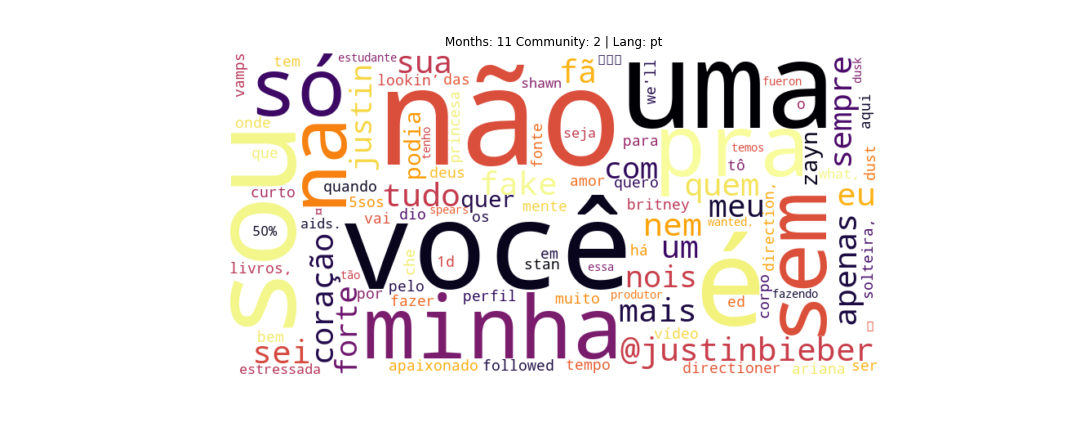 Months: 11 Community: 2 | Lang: pt
vamps
tem
estudante
sua
fã
we'll
uma
sempre
dusk
só
lookin'
das
shawn
não
fueron
o
aqui
onde
na
justin
podia
tenho
princesa
fonte
seja
para
pra
temos
zayn
dust
que
sou
deus
com
tô
what,
curto
quando
tudo
quer
fake
amor
quero
quem
eu
5sos
mente
britney
meu
sem
50%
aids.
vai
dio
spears
os
nem
wanted,
apenas
solteira,
coração
você
em
há
um
é
direction,
livros,
tão
che
1d
stan
essa
nois
corpo
forte
por
pelo
fazer
perfil
muito
produtor
mais
ed
fazendo
minha
bem
sei
vídeo
@justinbieber
estressada
apaixonado
followed
tempo
directioner
ariana
ser